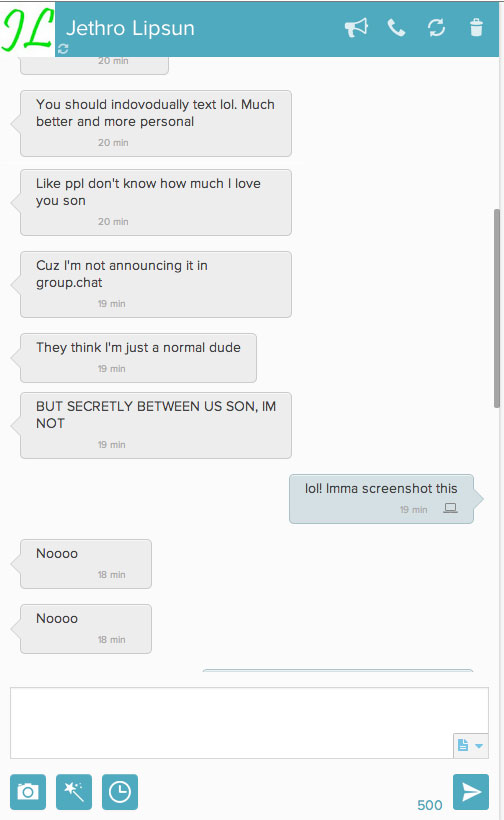 JL
Jethro Lipsun
20 min
You should indovodually text lol. Much
better and more personal
20 min
Like ppl don't know how much I love
you son
20 min
Cuz I'm not announcing it in
group.chat
19 min
They think I'm just a normal dude
19 min
BUT SECRETLY BETWEEN US SON, IM
NOT
19 min
lol! Imma screenshot this
19 min
Noooo
18 min
Noooo
18 min
500